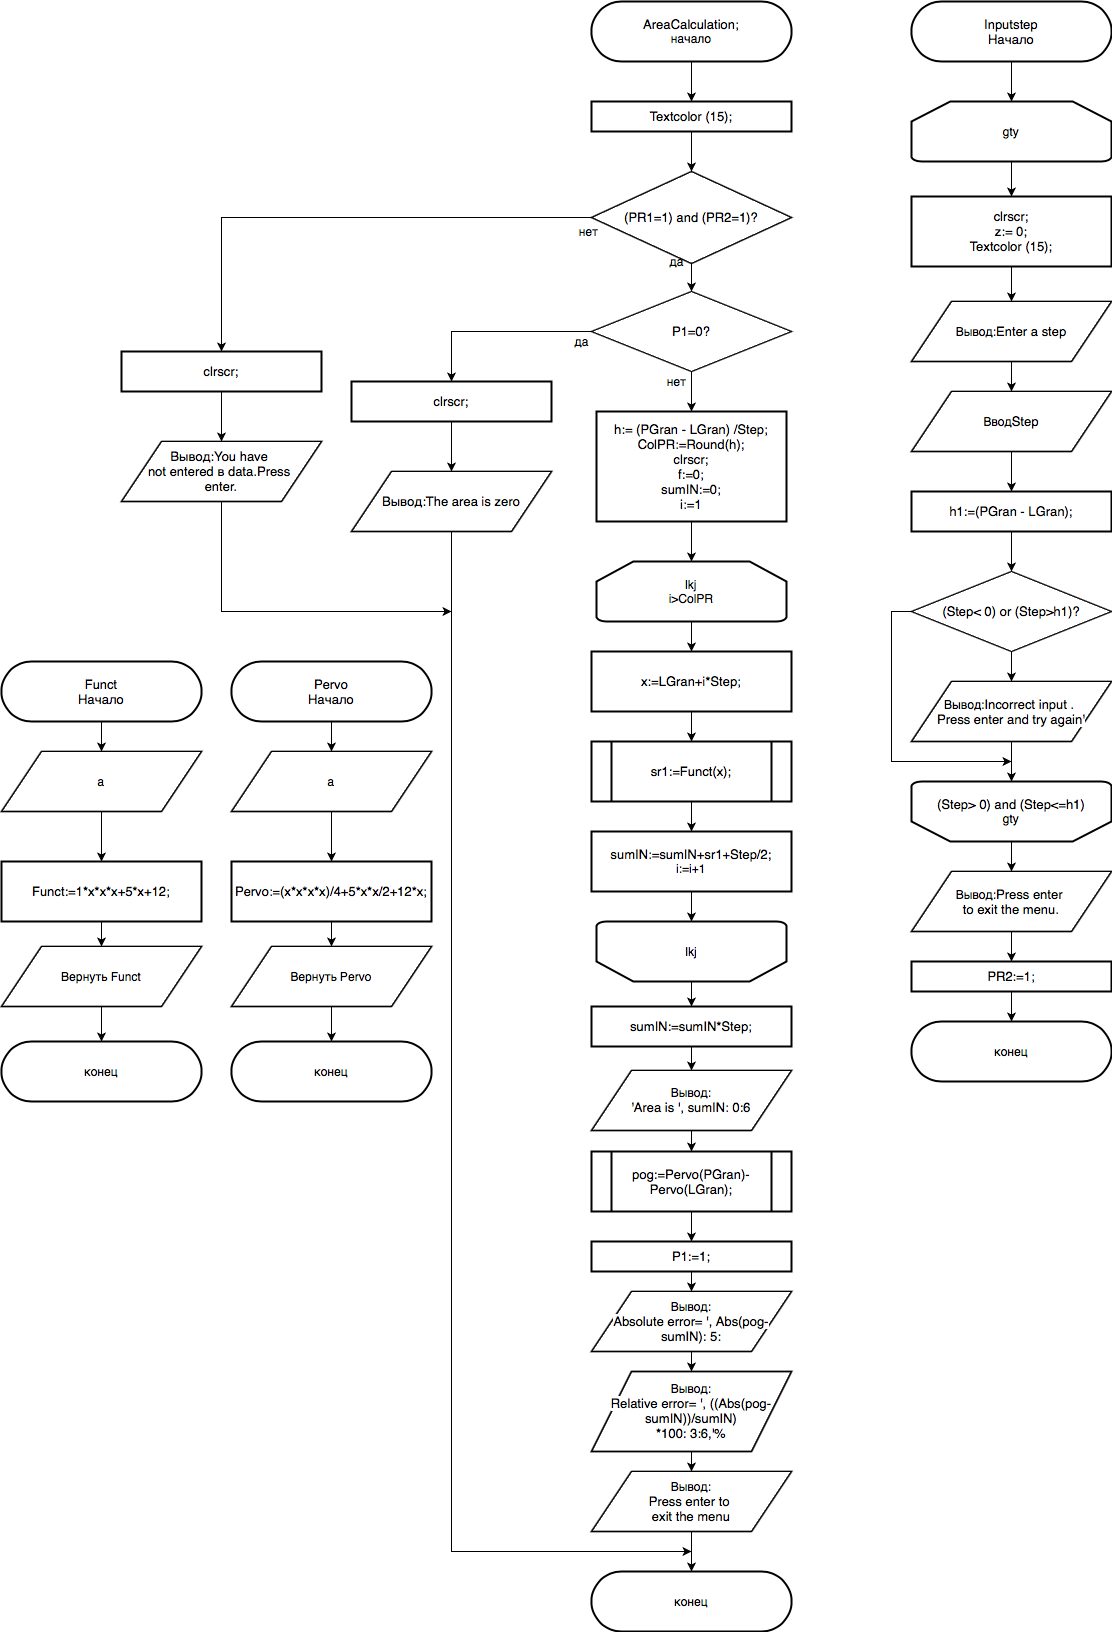 AreaCalculation;
начало
Textcolor (15);
(PR1=1) and (PR2=1)?
нет
да
P1=0?
да
нет
clrscr;
Вывод:You have
not entered в data.Press
enter.
clrscr;
Вывод:The area is zero
h:= (PGran - LGran) /Step;
ColPR:=Round(h);
clrscr;
f:=0;
sumIN:=0;
i:=1
lkj
i>ColPR
x:=LGran+i*Step;
sr1:=Funct(x);
sumIN:=sumIN+sr1+Step/2;
i:=i+1
lkj
sumIN:=sumIN*Step;
Вывод:
'Area is ', sumIN: 0:6
pog:=Pervo(PGran)-
Pervo(LGran);
P1:=1;
Вывод:
Absolute error= ', Abs(pog-
sumIN): 5:
Вывод:
Relative error= ', ((Abs(pog-
sumIN))/sumIN)
*100: 3:6,'%
Вывод:
Press enter to
exit the menu
конец
Funct
Начало
a
Funct:=1*x*x*x+5*x+12;
Вернуть Funct
конец
Pervo
Начало
a
Pervo:=(x*x*x*x)/4+5*x*x/2+12*x;
Вернуть Pervo
конец
Inputstep
Начало
gty
clrscr;
z:= 0;
Textcolor (15);
Вывод:Enter a step
ВводStep
h1:=(PGran - LGran);
(Step< 0) or (Step>h1)?
Вывод:Incorrect input .
Press enter and try again'
(Step> 0) and (Step<=h1)
gty
Вывод:Press enter
to exit the menu.
PR2:=1;
конец